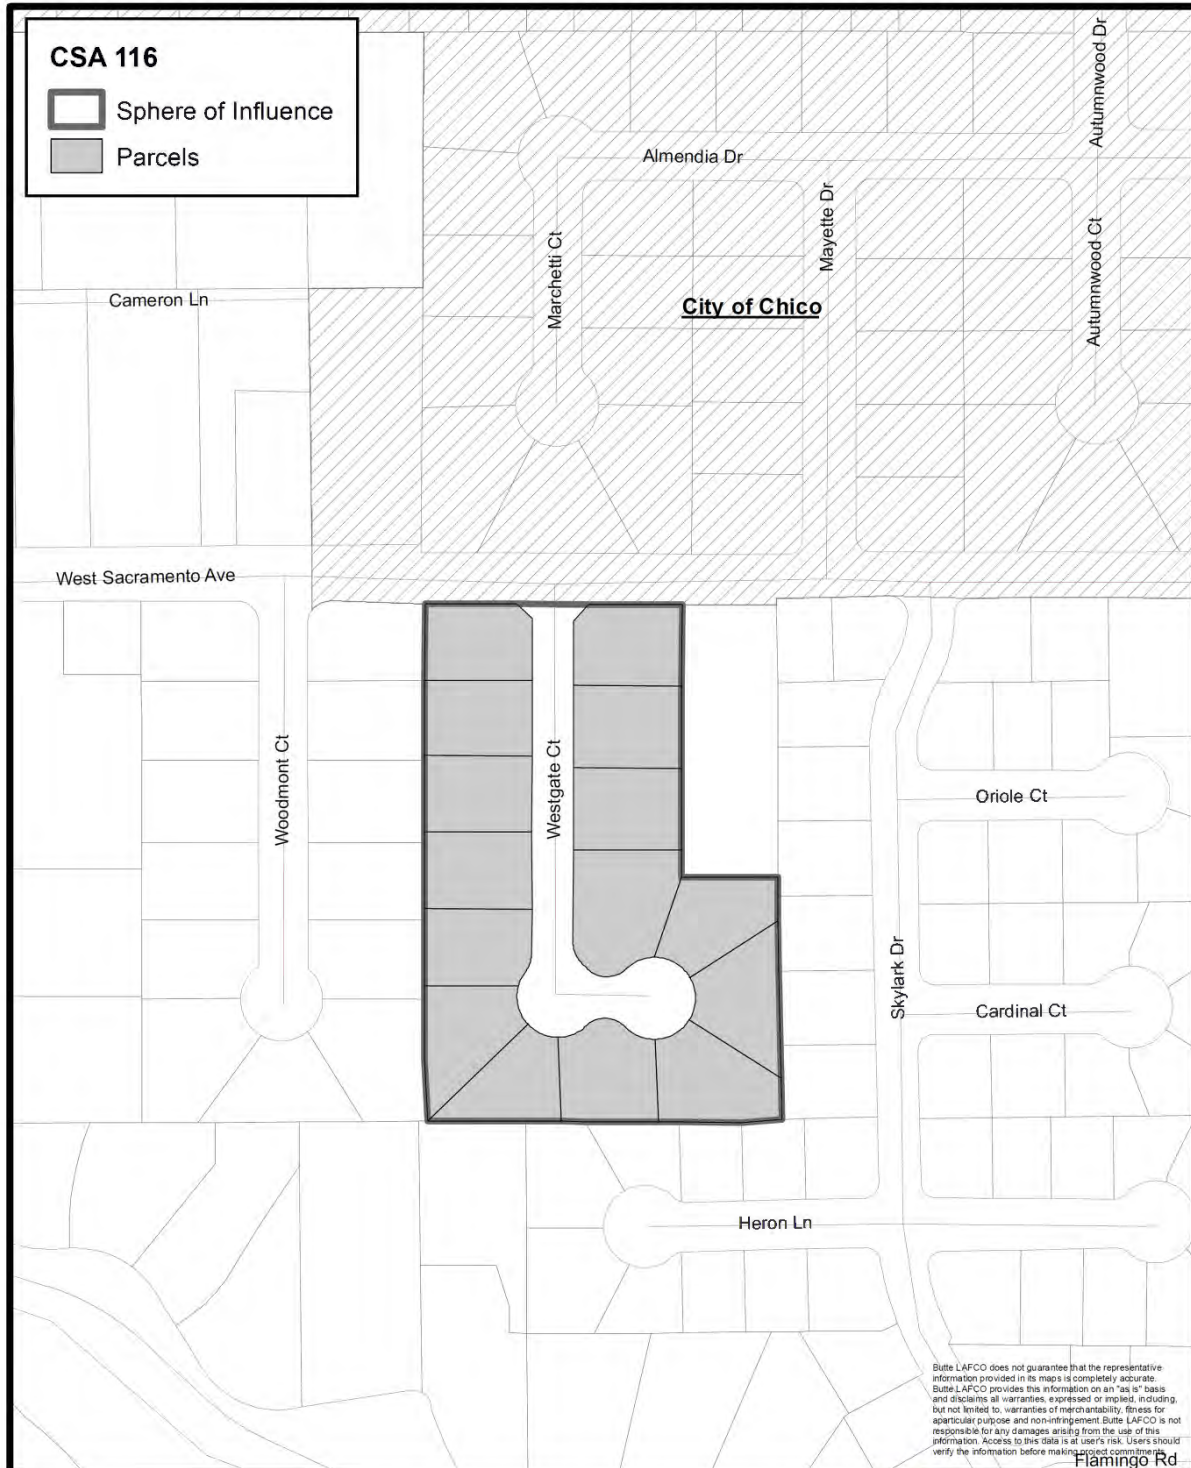 CSA 116
Sphere of Influence
Parcels
Autumnwood Dr
Almendia Dr
Mayette Dr
Marchetti Ct
Autumnwood Ct
Cameron Ln
City of Chico
West Sacramento Ave
Woodmont Ct
Westgate Ct
Oriole Ct
Skylark Dr
Cardinal Ct
Heron Ln
Butte LAFCO does not guarantee that the representative
information provided in its maps is completely accurate.
Butte LAFCO provides this information on an "as is" basis
and disclaims all warranties, expressed or implied, including,
but not limited to, warranties of merchantability, fitness for
aparticular purpose and non-infringement. Butte LAFCO is not
responsible for any damages arising from the use of this
information. Access to this data is at user's risk. Users should
verify the information before making project commitments.
Flamingo Rd